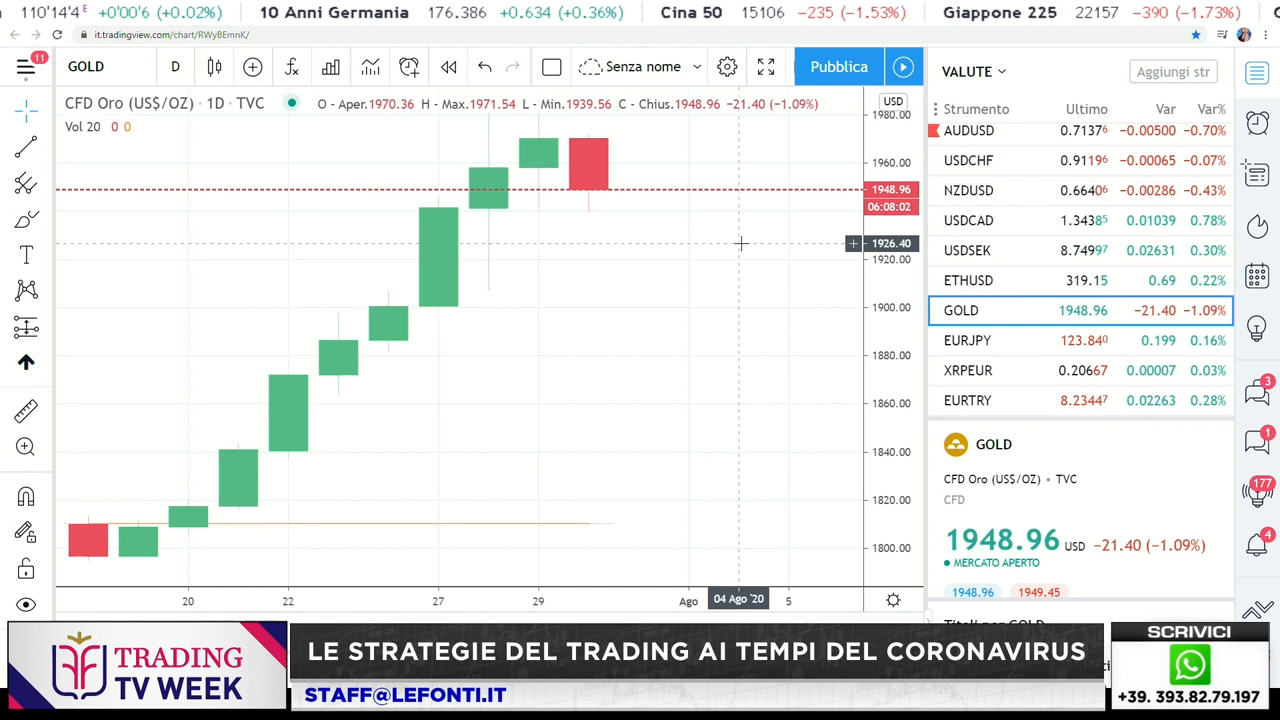 110'14'4 E +0'00'6 (+0.02%) 10 Anni Germania 176.386 +0.634 (+0.36%) Cina 50 15106 −235 (−1.53%) Giappone 225 22157 −390 (−1.73%)
it.tradingview.com/chart/RWyBEmnK/
11 GOLD D Senza nome Pubblica VALUTE Aggiungi str
CFD Oro (US$/OZ) · 1D · TVC O - Aper.1970.36 H - Max.1971.54 L - Min.1939.56 C - Chius.1948.96 −21.40 (−1.09%) USD
Vol 20 0 0
1980.00
1960.00
1948.96
06:08:02
1926.40
1920.00
1900.00
1880.00
1860.00
1840.00
1820.00
1800.00
20 22 27 29 Ago 04 Ago '20 5
Strumento Ultimo Var Var%
AUDUSD 0.71376 −0.00500 −0.70%
USDCHF 0.91196 −0.00065 −0.07%
NZDUSD 0.66406 −0.00286 −0.43%
USDCAD 1.34385 0.01039 0.78%
USDSEK 8.74997 0.02631 0.30%
ETHUSD 319.15 0.69 0.22%
GOLD 1948.96 −21.40 −1.09%
EURJPY 123.840 0.199 0.16%
XRPEUR 0.20667 0.00007 0.03%
EURTRY 8.23447 0.02263 0.28%
GOLD
CFD Oro (US$/OZ) • TVC
CFD
1948.96 USD −21.40 (−1.09%)
MERCATO APERTO
1948.96 1949.45
3
1
177
4
TRADING
TV WEEK
LE STRATEGIE DEL TRADING AI TEMPI DEL CORONAVIRUS
STAFF@LEFONTI.IT
SCRIVICI
+39. 393.82.79.197